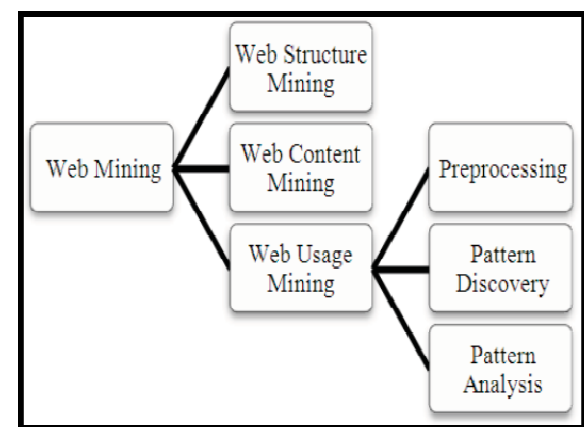 Web Structure
Mining
Web Mining
Web Content
Mining
Web Usage
Mining
Preprocessing
Pattern
Discovery
Pattern
Analysis